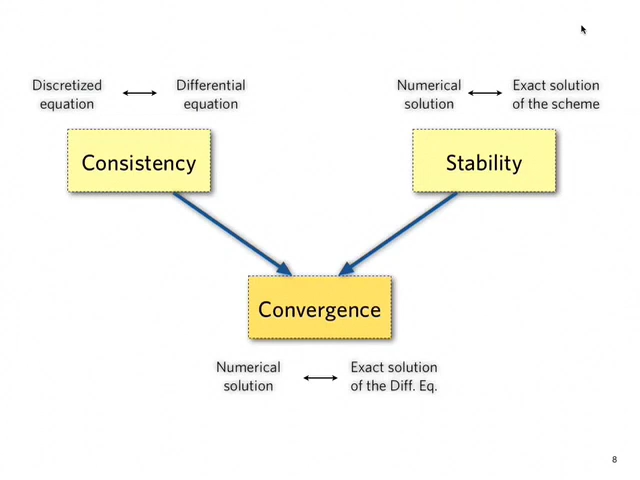 Discretized
equation
Differential
equation
Numerical
solution
Exact solution
of the scheme
Consistency
Stability
Convergence
Numerical
solution
Exact solution
of the Diff. Eq.
8